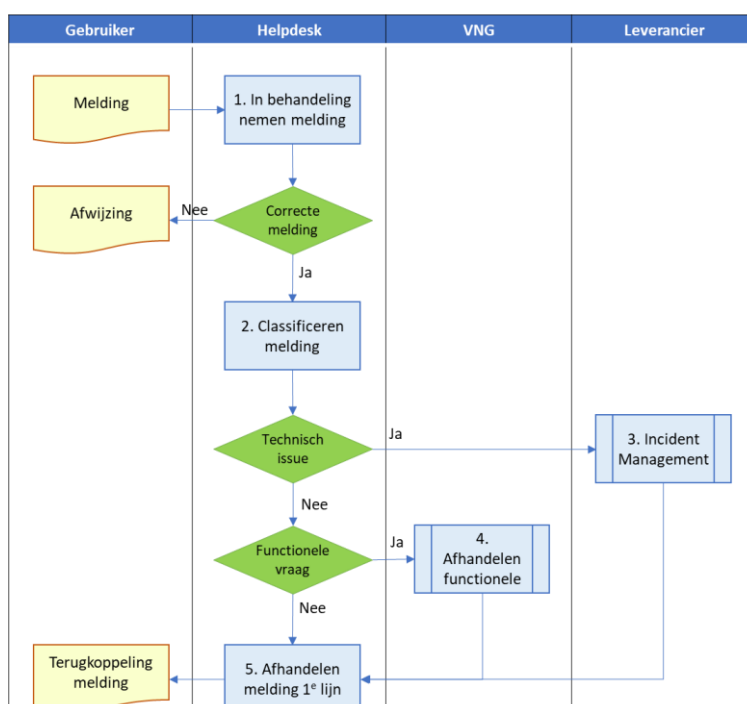 Gebruiker
Helpdesk
VNG
Leverancier
Melding
1. In behandeling
nemen melding
Afwijzing
Nee
Correcte
melding
Ja
2. Classificeren
melding
Technisch
issue
Ja
3. Incident
Management
Nee
Functionele
vraag
Ja
4.
Afhandelen
functionele
Nee
Terugkoppeling
melding
5. Afhandelen
melding 1ᵉ lijn